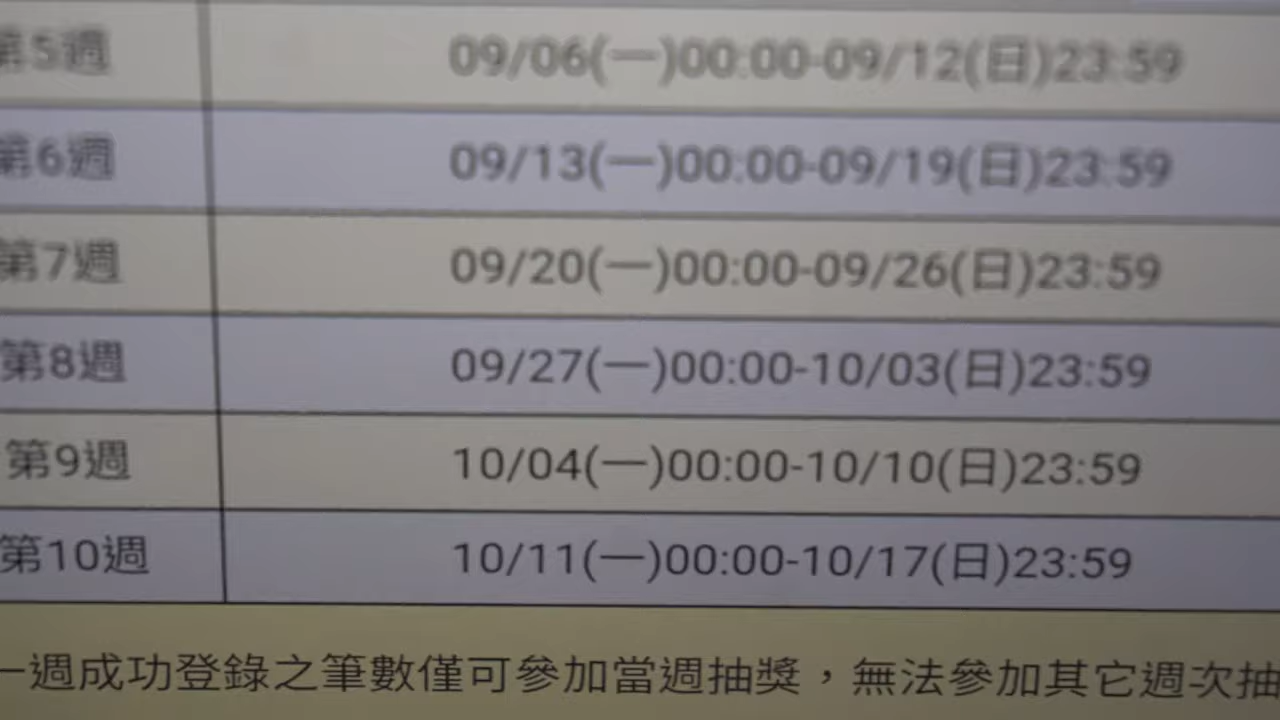 第5週 09/06(一)00:00-09/12(日)23:59
第6週 09/13(一)00:00-09/19(日)23:59
第7週 09/20(一)00:00-09/26(日)23:59
第8週 09/27(一)00:00-10/03(日)23:59
第9週 10/04(一)00:00-10/10(日)23:59
第10週 10/11(一)00:00-10/17(日)23:59
一週成功登錄之筆數僅可參加當週抽獎，無法參加其它週次抽